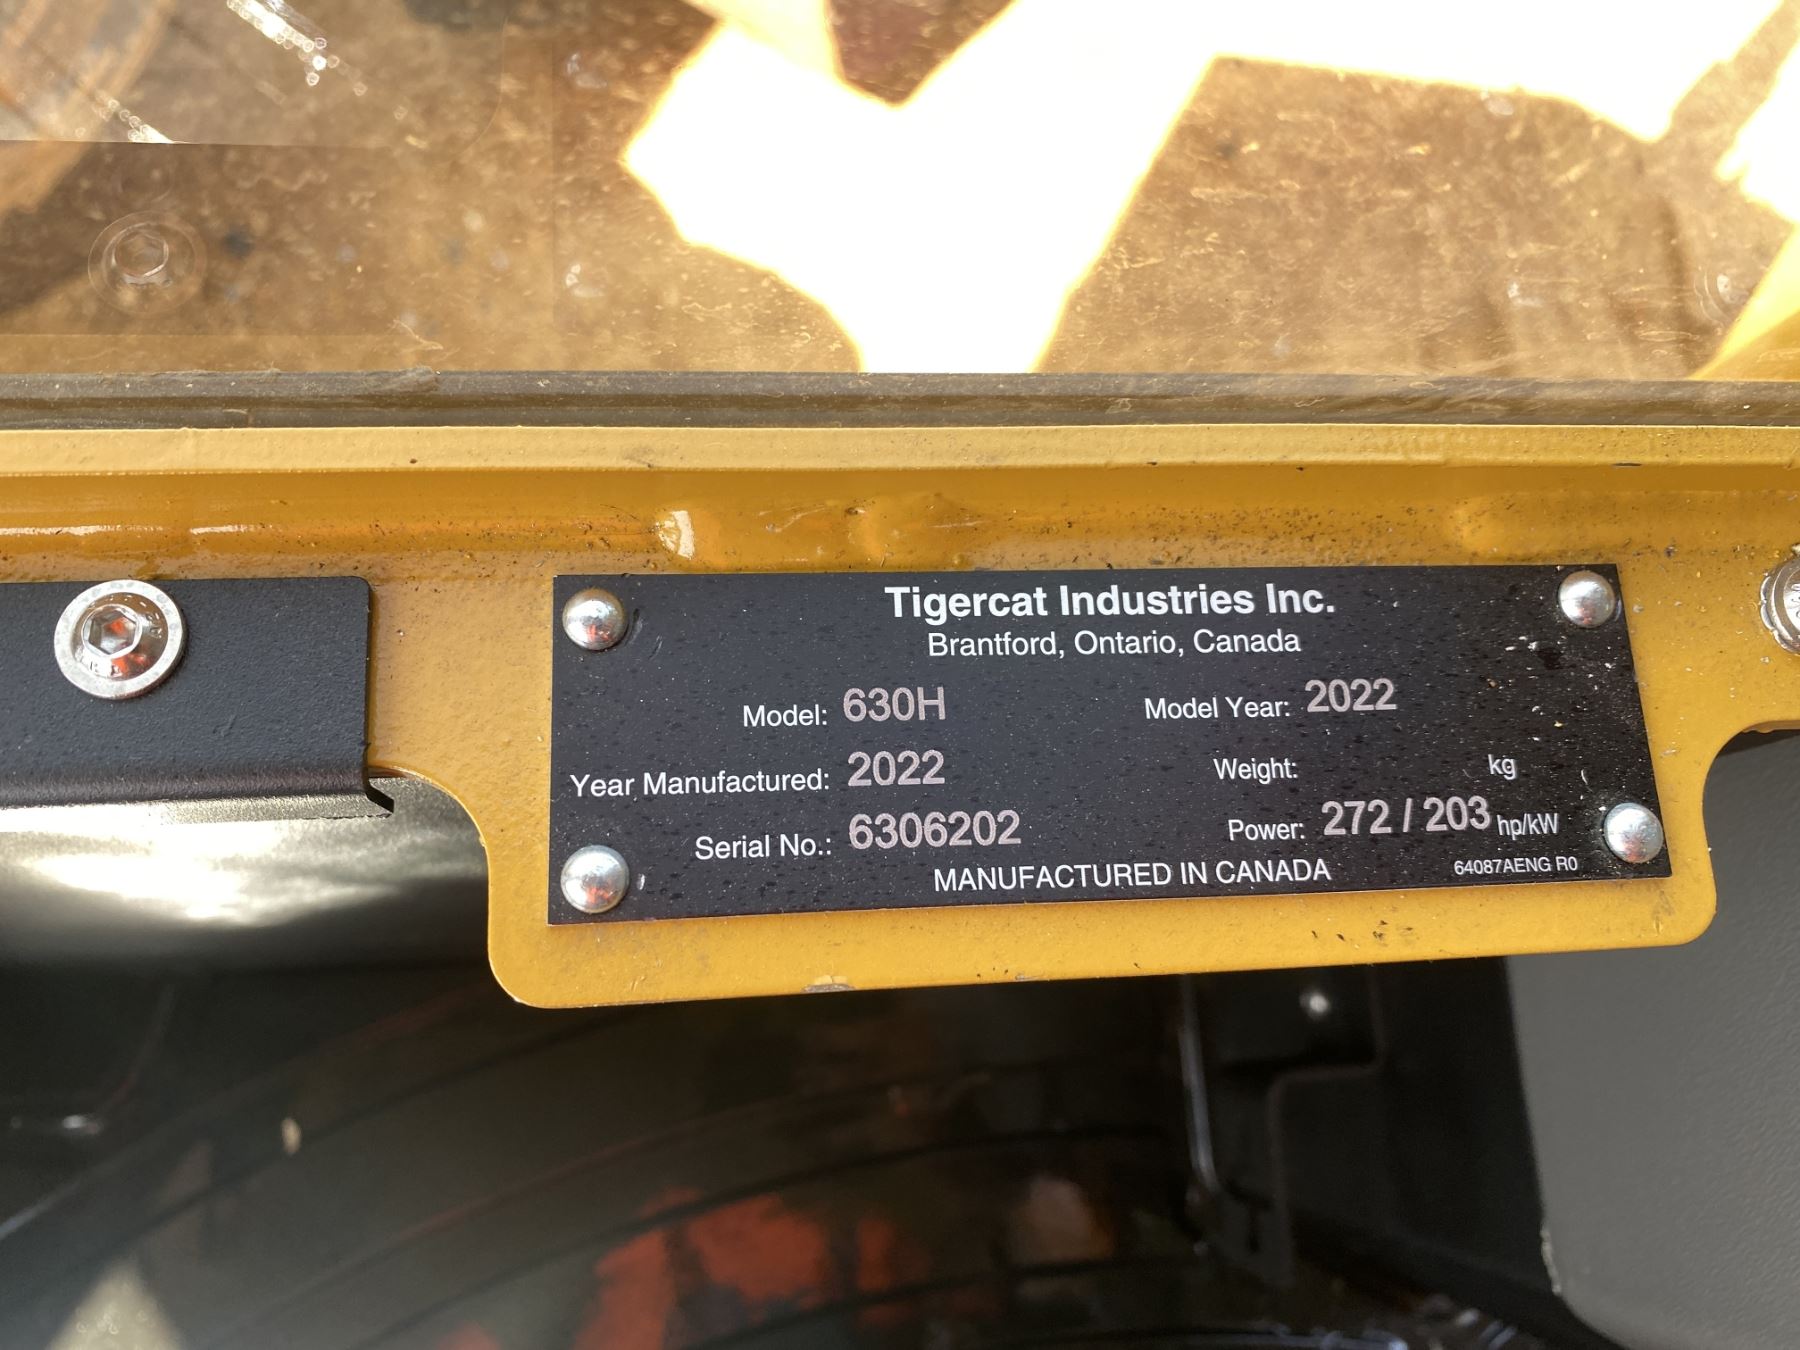 Tigercat Industries Inc.
Brantford, Ontario, Canada
Model: 630H Model Year: 2022
Year Manufactured: 2022 Weight: kg
Serial No.: 6306202 Power: 272 / 203 hp/kW
MANUFACTURED IN CANADA 64087AENG R0